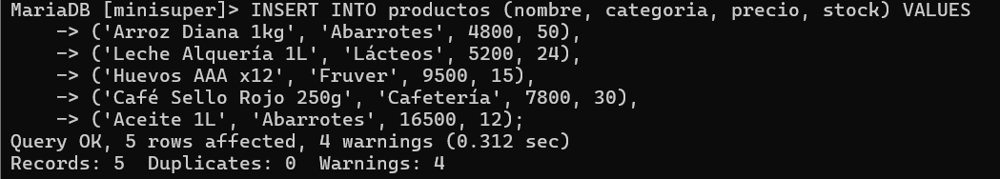 MariaDB [minisuper]> INSERT INTO productos (nombre, categoria, precio, stock) VALUES
    -> ('Arroz Diana 1kg', 'Abarrotes', 4800, 50),
    -> ('Leche Alquería 1L', 'Lácteos', 5200, 24),
    -> ('Huevos AAA x12', 'Fruver', 9500, 15),
    -> ('Café Sello Rojo 250g', 'Cafetería', 7800, 30),
    -> ('Aceite 1L', 'Abarrotes', 16500, 12);
Query OK, 5 rows affected, 4 warnings (0.312 sec)
Records: 5  Duplicates: 0  Warnings: 4